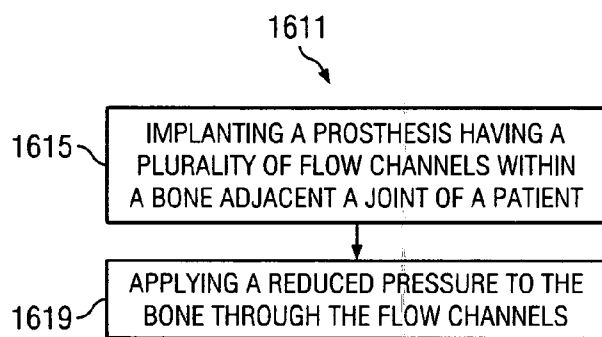 1611
1615
IMPLANTING A PROSTHESIS HAVING A
PLURALITY OF FLOW CHANNELS WITHIN
A BONE ADJACENT A JOINT OF A PATIENT
1619
APPLYING A REDUCED PRESSURE TO THE
BONE THROUGH THE FLOW CHANNELS